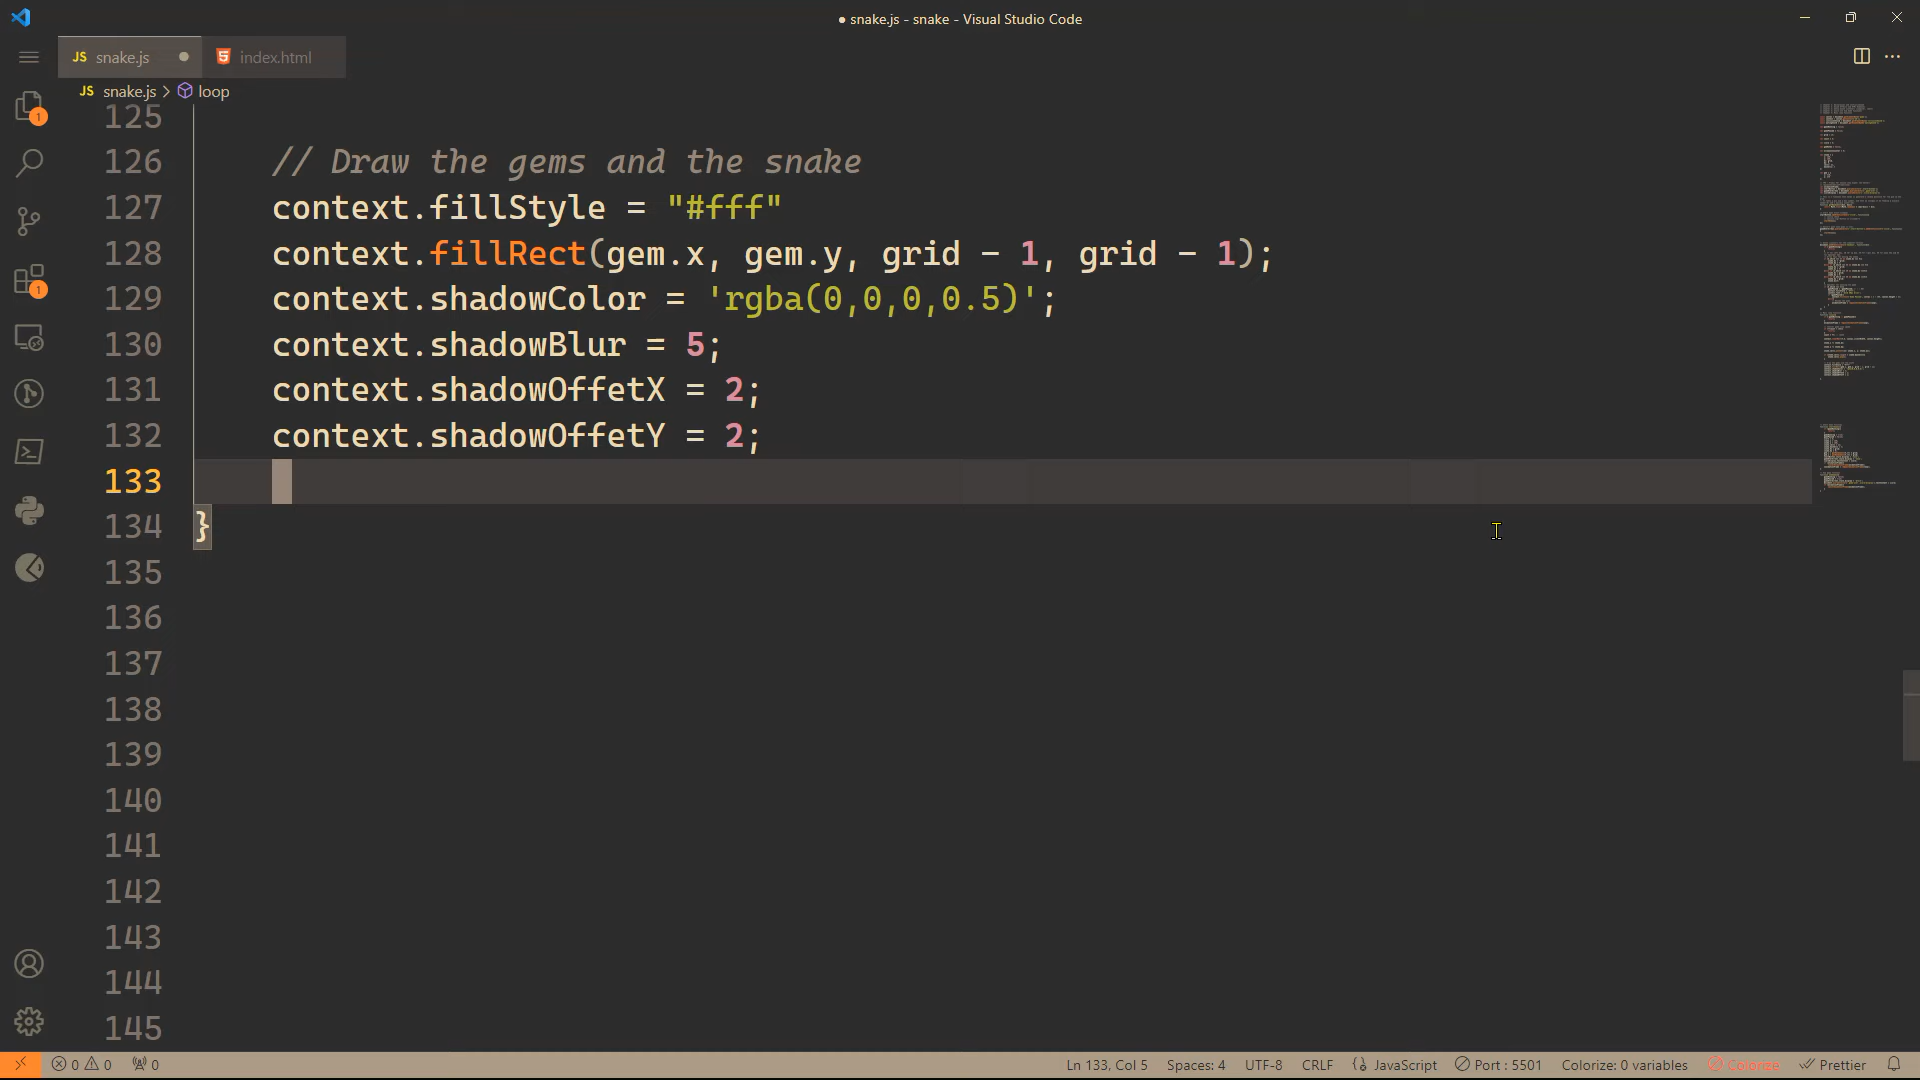 ● snake.js - snake - Visual Studio Code
JS snake.js ●
index.html
JS snake.js > loop
125
126 // Draw the gems and the snake
127 context.fillStyle = "#fff"
128 context.fillRect(gem.x, gem.y, grid - 1, grid - 1);
129 context.shadowColor = 'rgba(0,0,0,0.5)';
130 context.shadowBlur = 5;
131 context.shadowOffetX = 2;
132 context.shadowOffetY = 2;
133
134 }
135
136
137
138
139
140
141
142
143
144
145
1
1
0 0 0
Ln 133, Col 5
Spaces: 4
UTF-8
CRLF
JavaScript
Port : 5501
Colorize: 0 variables
Colorize
Prettier